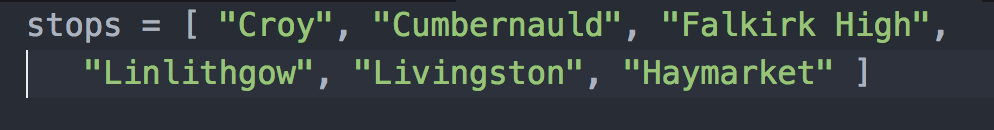 stops = [ "Croy", "Cumbernauld", "Falkirk High",
"Linlithgow", "Livingston", "Haymarket" ]